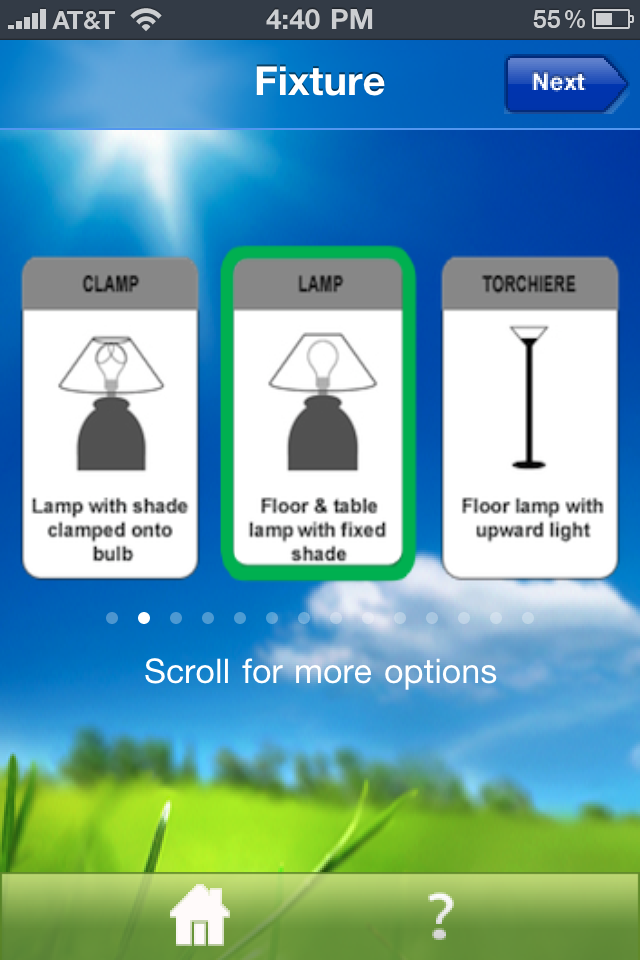 AT&T 4:40 PM 55%
Fixture
Next
CLAMP
Lamp with shade
clamped onto
bulb
LAMP
Floor & table
lamp with fixed
shade
TORCHIERE
Floor lamp with
upward light
Scroll for more options
?